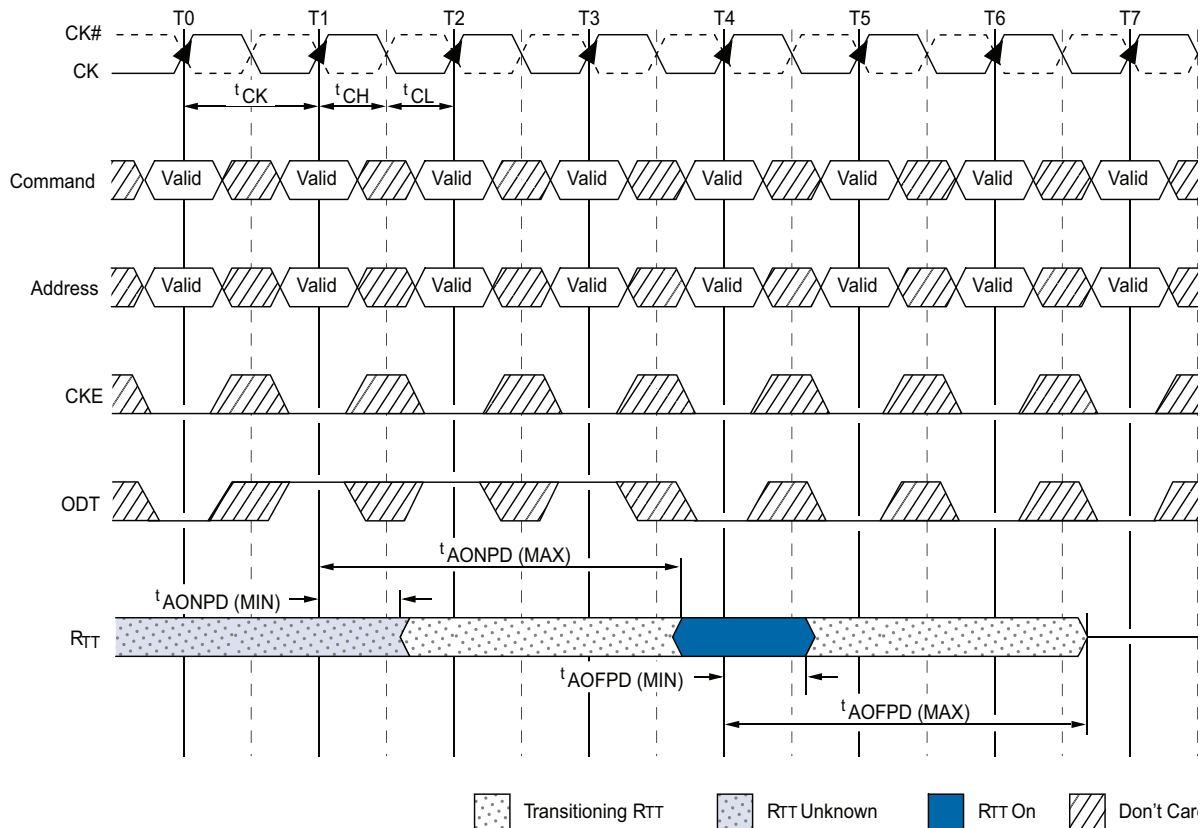 T0 T1 T2 T3 T4 T5 T6 T7
CK#
CK
tCK tCH tCL
Command Valid Valid Valid Valid Valid Valid Valid Valid
Address Valid Valid Valid Valid Valid Valid Valid Valid
CKE
ODT
tAONPD (MAX)
tAONPD (MIN)
RTT
tAOFPD (MIN)
tAOFPD (MAX)
Transitioning RTT RTT Unknown RTT On Don't Car